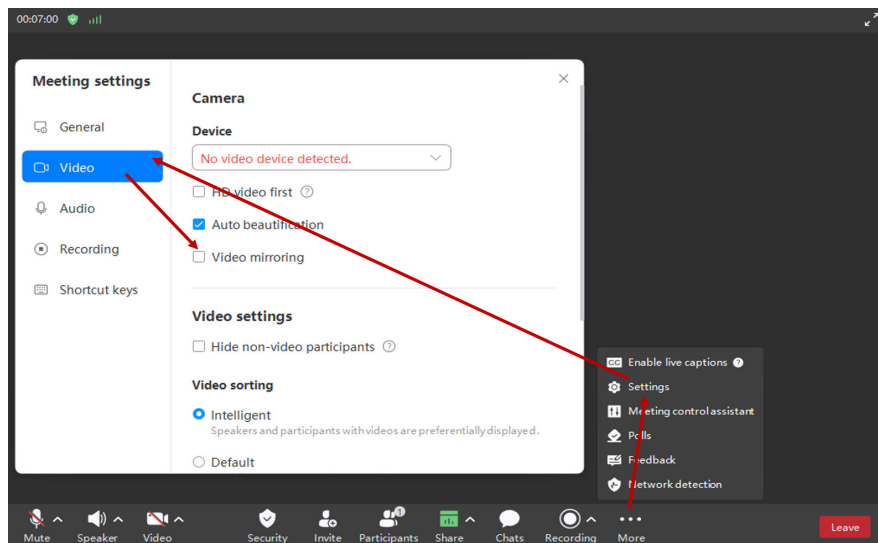 00:07:00
Meeting settings
General
Video
Audio
Recording
Shortcut keys
Camera
Device
No video device detected.
HD video first ?
Auto beautification
Video mirroring
Video settings
Hide non-video participants ?
Video sorting
Intelligent
Speakers and participants with videos are preferentially displayed.
Default
CC Enable live captions ?
Settings
Meeting control assistant
Polls
Feedback
Network detection
1
Mute Speaker Video Security Invite Participants Share Chats Recording More Leave